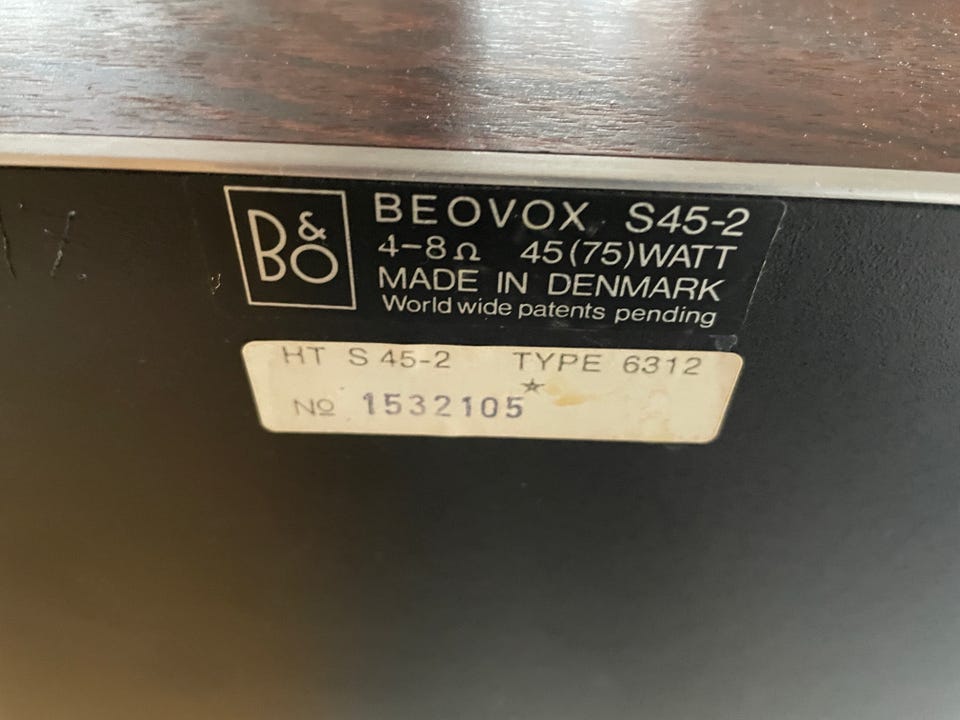 B&O
BEOVOX S45-2
4-8Ω 45(75)WATT
MADE IN DENMARK
World wide patents pending
HT S 45-2 TYPE 6312
No 1532105